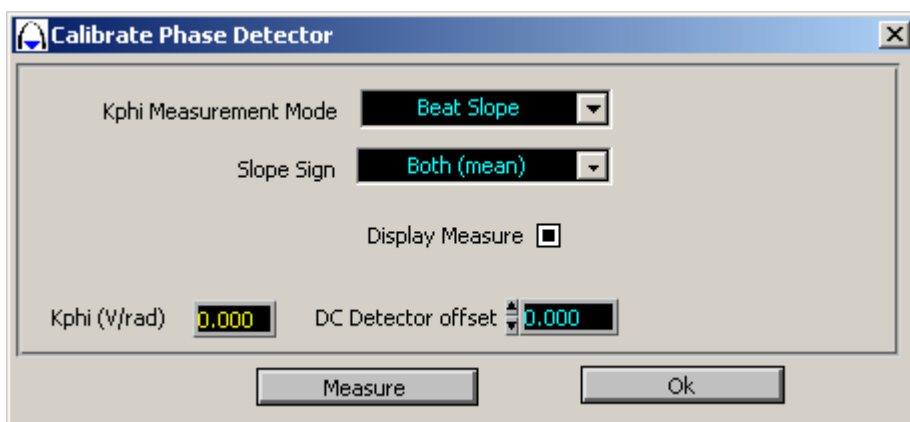 Calibrate Phase Detector
Kphi Measurement Mode Beat Slope
Slope Sign Both (mean)
Display Measure
Kphi (V/rad) 0.000 DC Detector offset 0.000
Measure Ok